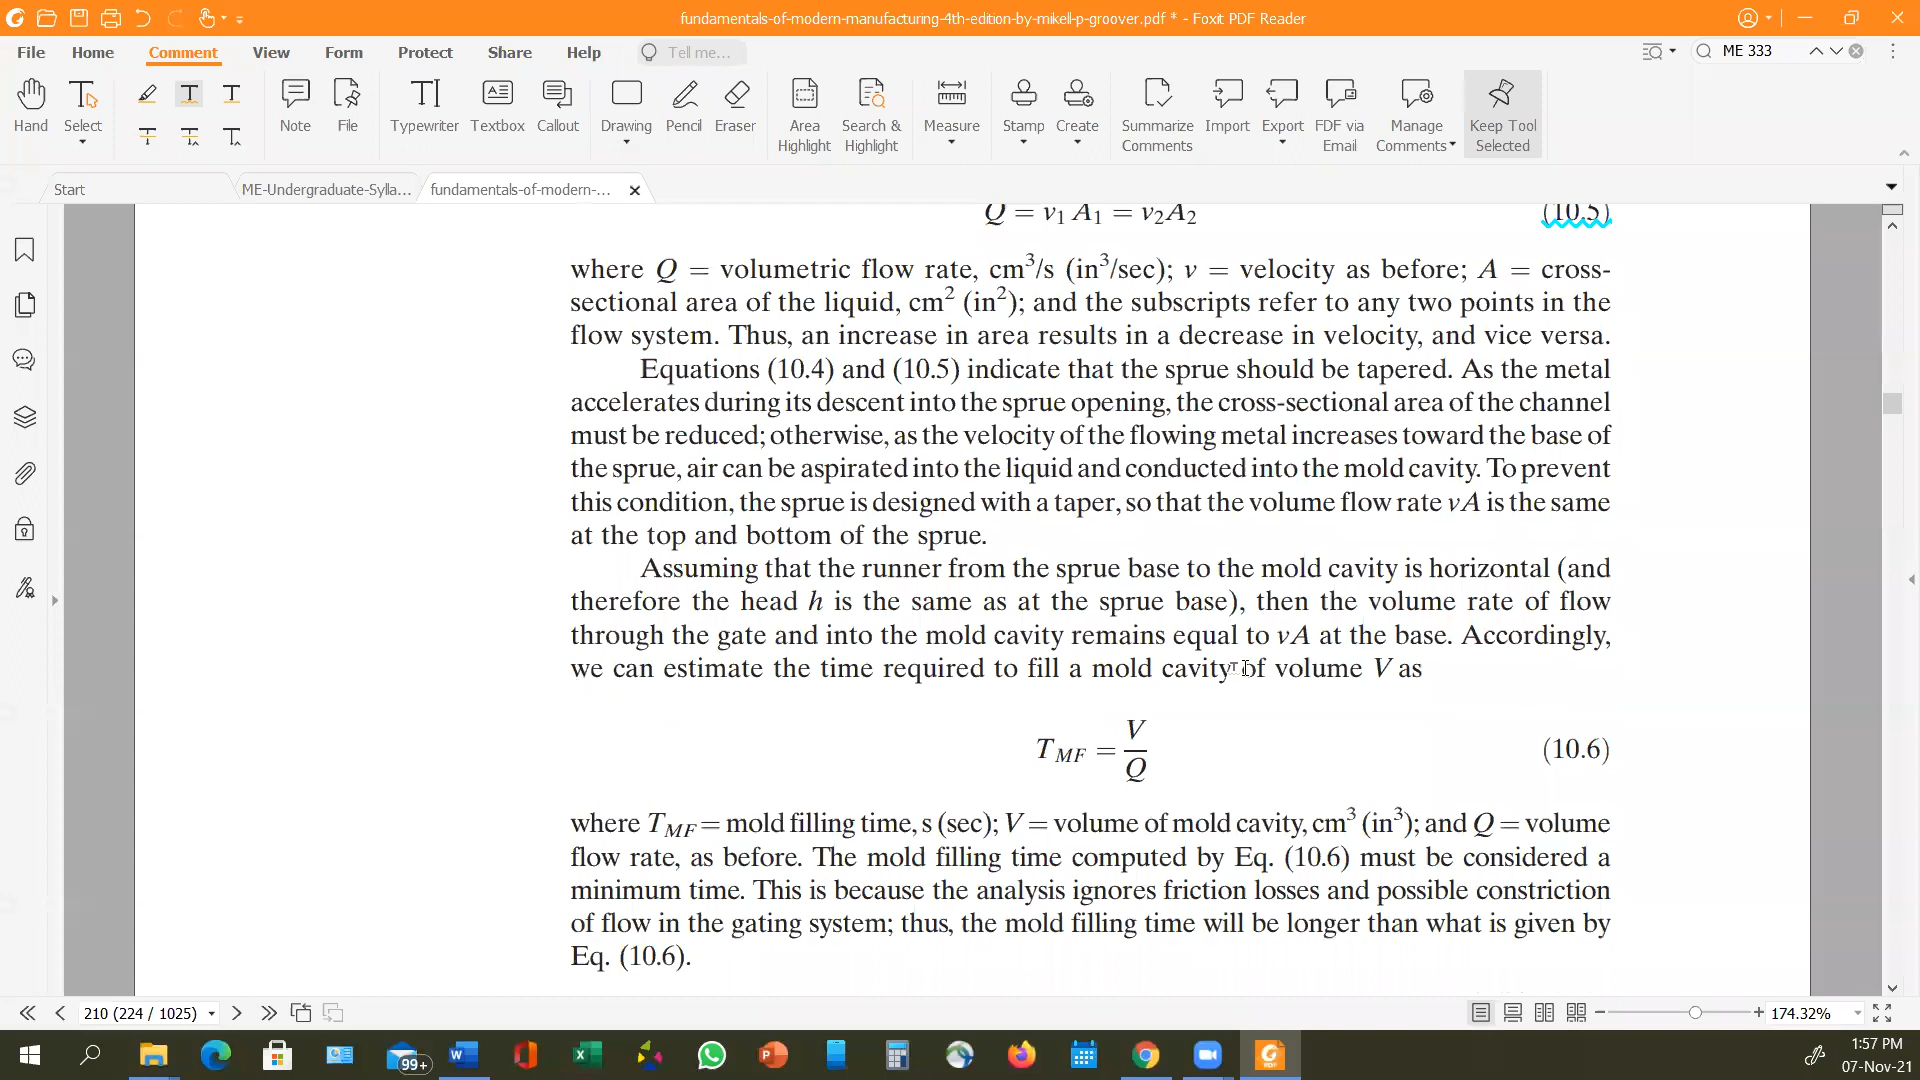 fundamentals-of-modern-manufacturing-4th-edition-by-mikell-p-groover.pdf * - Foxit PDF Reader
File Home Comment View Form Protect Share Help Tell me... ME 333
Hand Select Note File Typewriter Textbox Callout Drawing Pencil Eraser Area Highlight Search & Highlight Measure Stamp Create Summarize Comments Import Export FDF via Email Manage Comments Keep Tool Selected
Start ME-Undergraduate-Sylla... fundamentals-of-modern-...
Q = v₁ A₁ = v₂A₂ (10.5)
where Q = volumetric flow rate, cm³/s (in³/sec); v = velocity as before; A = cross-
sectional area of the liquid, cm² (in²); and the subscripts refer to any two points in the
flow system. Thus, an increase in area results in a decrease in velocity, and vice versa.
Equations (10.4) and (10.5) indicate that the sprue should be tapered. As the metal
accelerates during its descent into the sprue opening, the cross-sectional area of the channel
must be reduced; otherwise, as the velocity of the flowing metal increases toward the base of
the sprue, air can be aspirated into the liquid and conducted into the mold cavity. To prevent
this condition, the sprue is designed with a taper, so that the volume flow rate vA is the same
at the top and bottom of the sprue.
Assuming that the runner from the sprue base to the mold cavity is horizontal (and
therefore the head h is the same as at the sprue base), then the volume rate of flow
through the gate and into the mold cavity remains equal to vA at the base. Accordingly,
we can estimate the time required to fill a mold cavity of volume V as
T_MF = V/Q (10.6)
where T_MF = mold filling time, s (sec); V = volume of mold cavity, cm³ (in³); and Q = volume
flow rate, as before. The mold filling time computed by Eq. (10.6) must be considered a
minimum time. This is because the analysis ignores friction losses and possible constriction
of flow in the gating system; thus, the mold filling time will be longer than what is given by
Eq. (10.6).
210 (224 / 1025) 174.32%
99+
1:57 PM
07-Nov-21